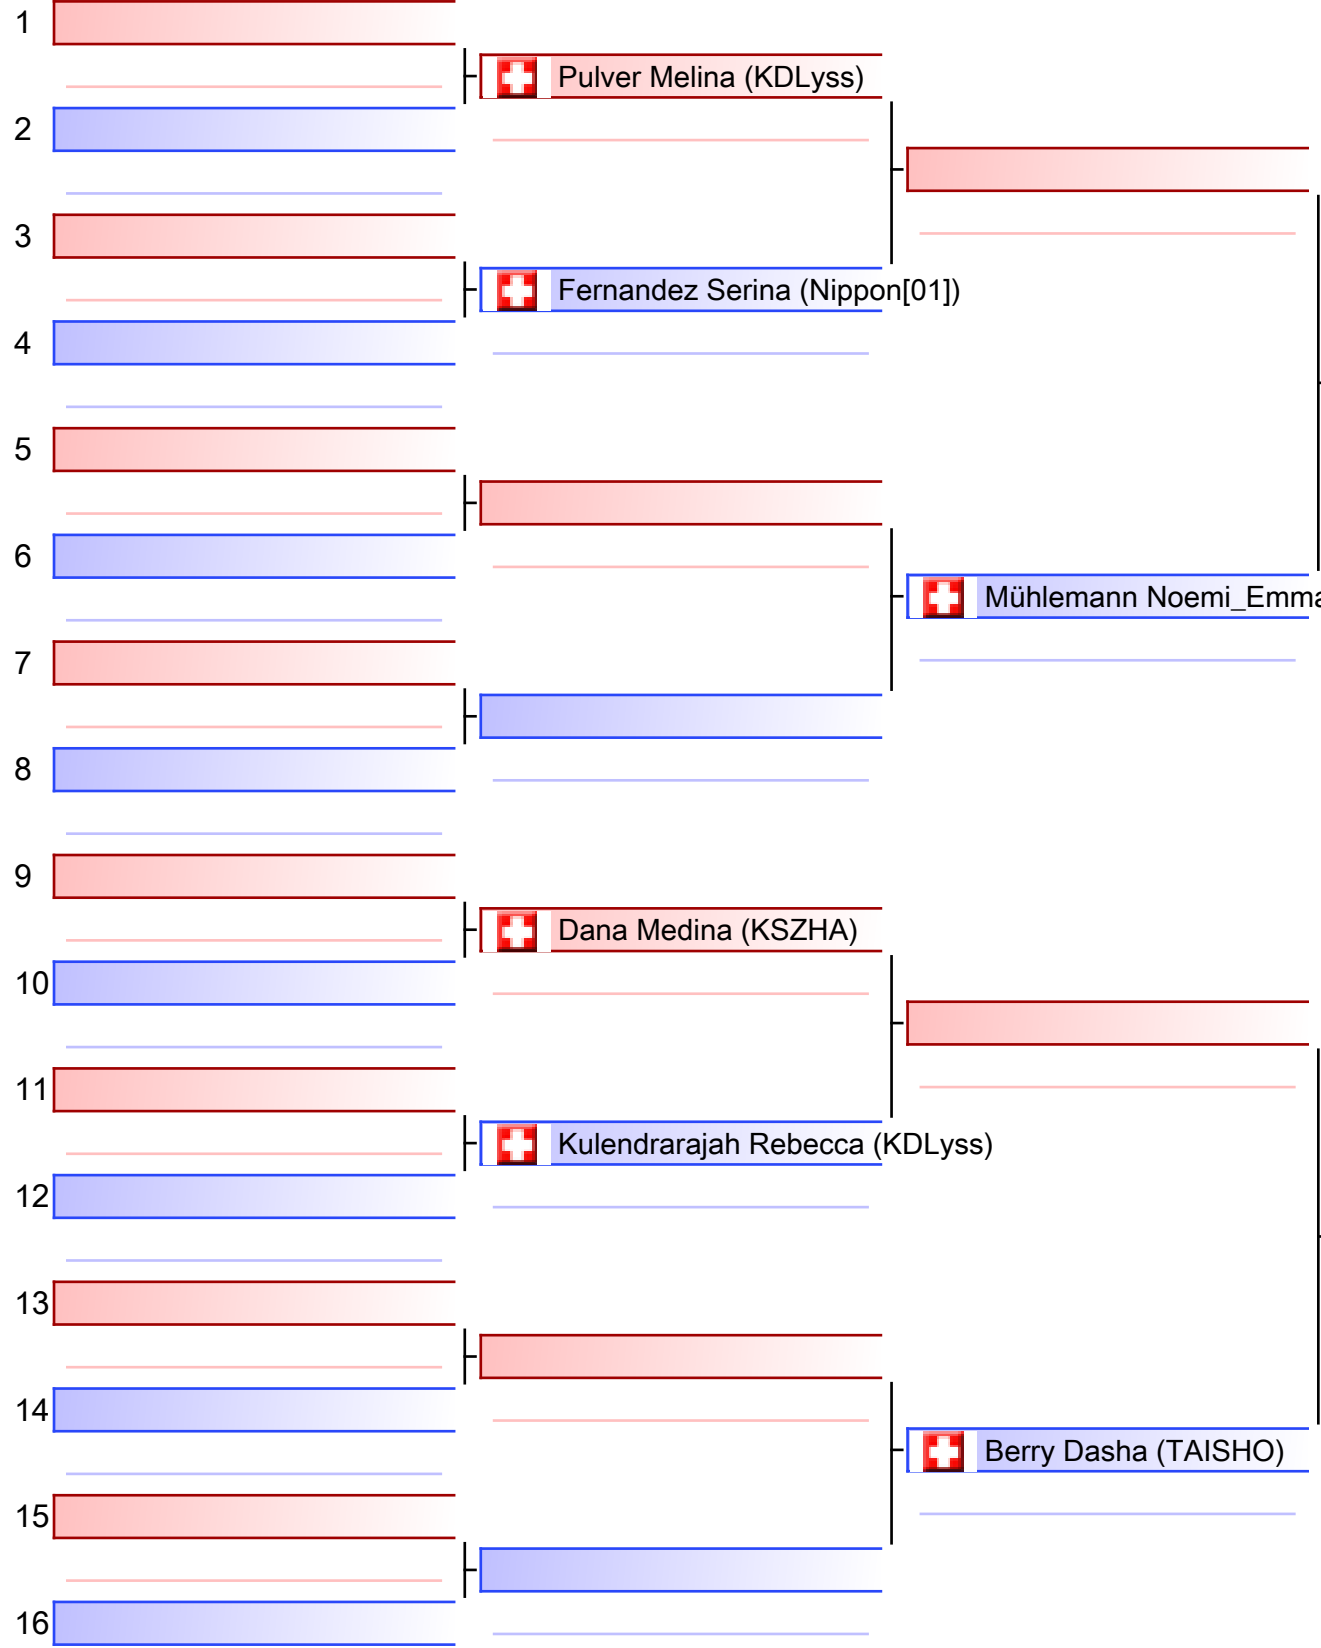 1
Pulver Melina (KDLyss)
2
3
Fernandez Serina (Nippon[01])
4
5
6
Mühlemann Noemi_Emma
7
8
9
Dana Medina (KSZHA)
10
11
Kulendrarajah Rebecca (KDLyss)
12
13
14
Berry Dasha (TAISHO)
15
16